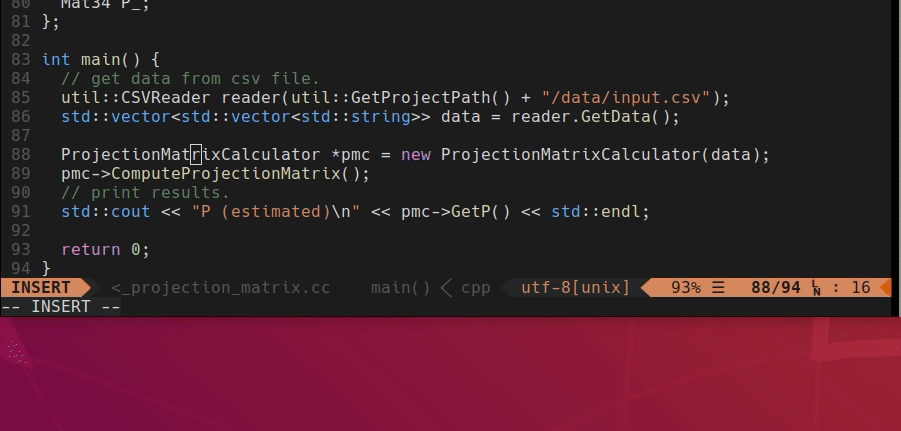 80   Mat34 P_;
81 };
82
83 int main() {
84   // get data from csv file.
85   util::CSVReader reader(util::GetProjectPath() + "/data/input.csv");
86   std::vector<std::vector<std::string>> data = reader.GetData();
87
88   ProjectionMatrixCalculator *pmc = new ProjectionMatrixCalculator(data);
89   pmc->ComputeProjectionMatrix();
90   // print results.
91   std::cout << "P (estimated)\n" << pmc->GetP() << std::endl;
92
93   return 0;
94 }
INSERT <_projection_matrix.cc main() < cpp utf-8[unix] 93% ☰ 88/94 LN : 16
-- INSERT --